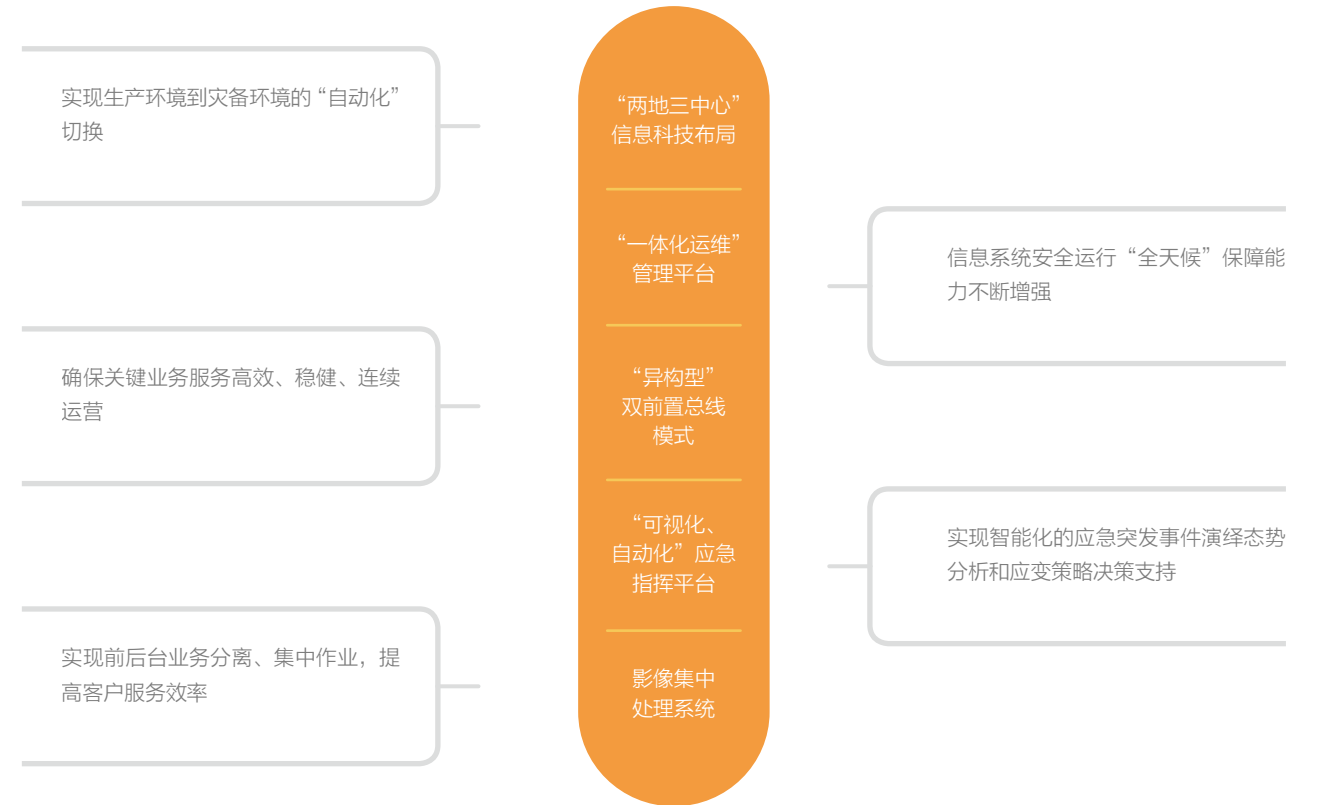 实现生产环境到灾备环境的“自动化”
切换
“两地三中心”
信息科技布局
“一体化运维”
管理平台
信息系统安全运行“全天候”保障能
力不断增强
确保关键业务服务高效、稳健、连续
运营
“异构型”
双前置总线
模式
“可视化、
自动化”应急
指挥平台
实现智能化的应急突发事件演绎态势
分析和应变策略决策支持
实现前后台业务分离、集中作业，提
高客户服务效率
影像集中
处理系统